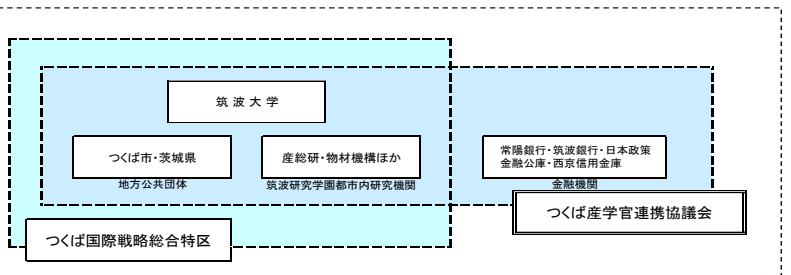 筑波大学
つくば市・茨城県
産総研・物材機構ほか
常陽銀行・筑波銀行・日本政策
金融公庫・西京信用金庫
地方公共団体
筑波研究学園都市内研究機関
金融機関
つくば産学官連携協議会
つくば国際戦略総合特区